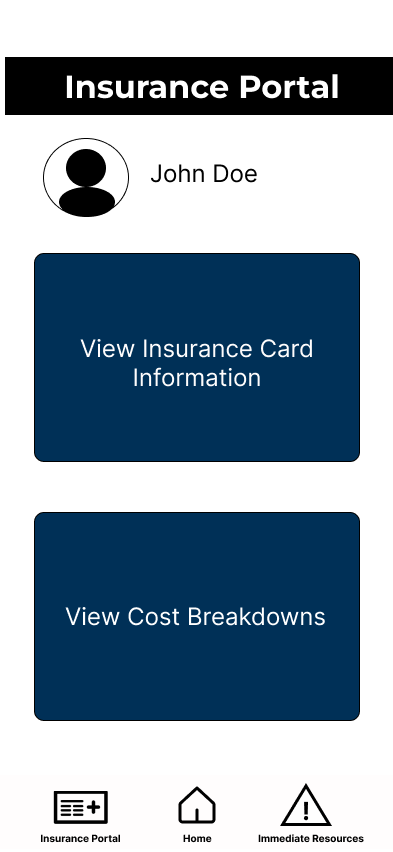 Insurance Portal
John Doe
View Insurance Card
Information
View Cost Breakdowns
Insurance Portal
Home
Immediate Resources